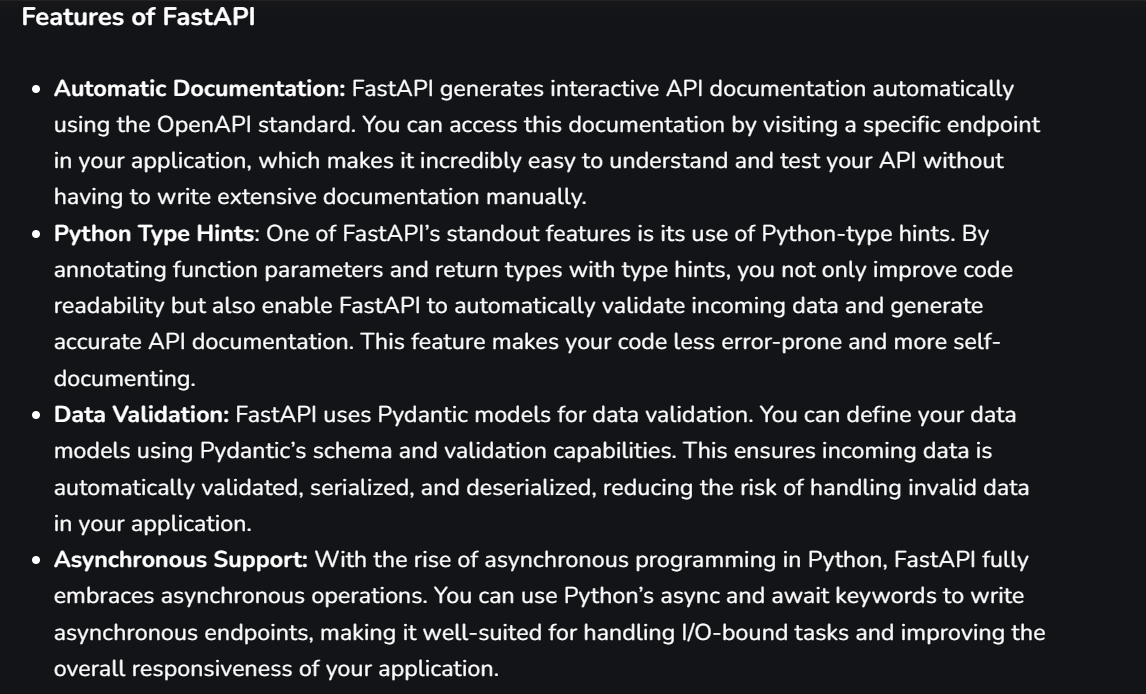 Features of FastAPI
• Automatic Documentation: FastAPI generates interactive API documentation automatically
using the OpenAPI standard. You can access this documentation by visiting a specific endpoint
in your application, which makes it incredibly easy to understand and test your API without
having to write extensive documentation manually.
• Python Type Hints: One of FastAPI’s standout features is its use of Python-type hints. By
annotating function parameters and return types with type hints, you not only improve code
readability but also enable FastAPI to automatically validate incoming data and generate
accurate API documentation. This feature makes your code less error-prone and more self-
documenting.
• Data Validation: FastAPI uses Pydantic models for data validation. You can define your data
models using Pydantic’s schema and validation capabilities. This ensures incoming data is
automatically validated, serialized, and deserialized, reducing the risk of handling invalid data
in your application.
• Asynchronous Support: With the rise of asynchronous programming in Python, FastAPI fully
embraces asynchronous operations. You can use Python’s async and await keywords to write
asynchronous endpoints, making it well-suited for handling I/O-bound tasks and improving the
overall responsiveness of your application.